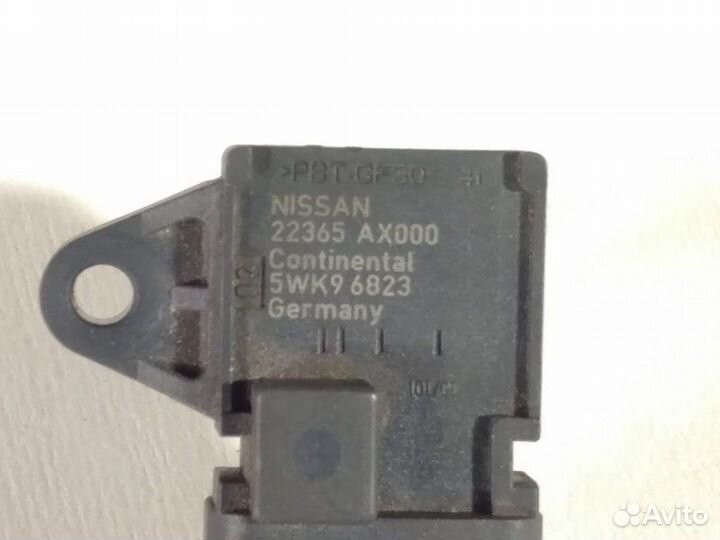 >PBT-GF30
NISSAN
22365 AX000
Continental
5WK9 6823
Germany
Avito